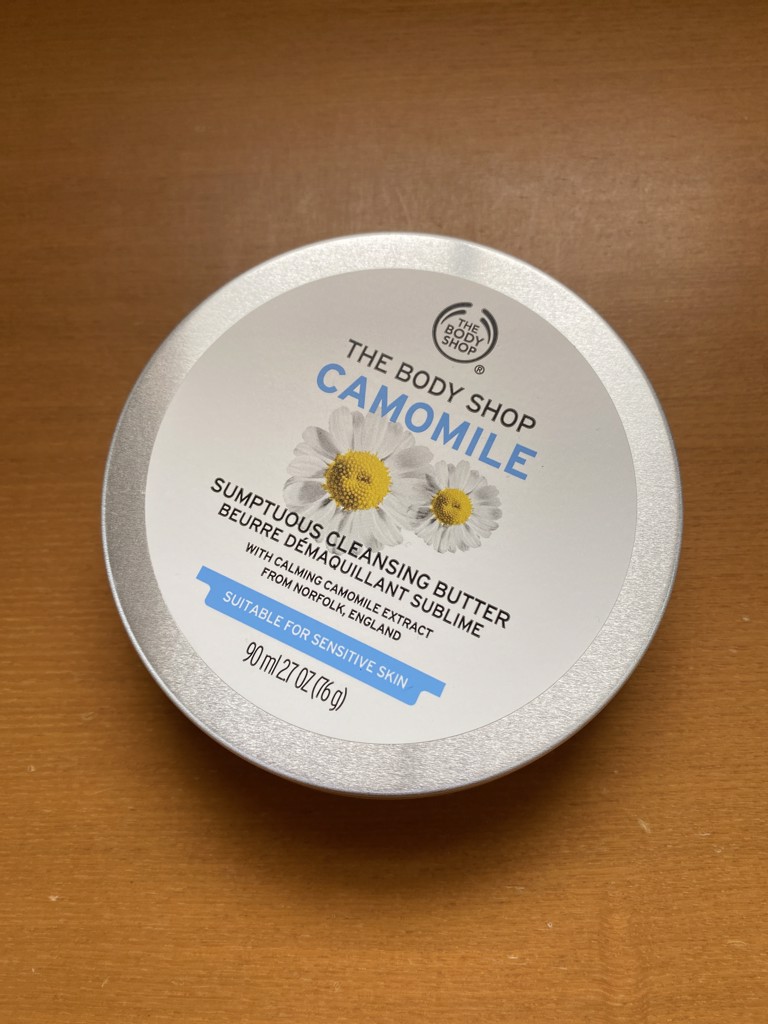 THE
BODY
SHOP
®
THE BODY SHOP
CAMOMILE
SUMPTUOUS CLEANSING BUTTER
BEURRE DÉMAQUILLANT SUBLIME
WITH CALMING CAMOMILE EXTRACT
FROM NORFOLK, ENGLAND
SUITABLE FOR SENSITIVE SKIN
90 ml 2.7 OZ (76 g)